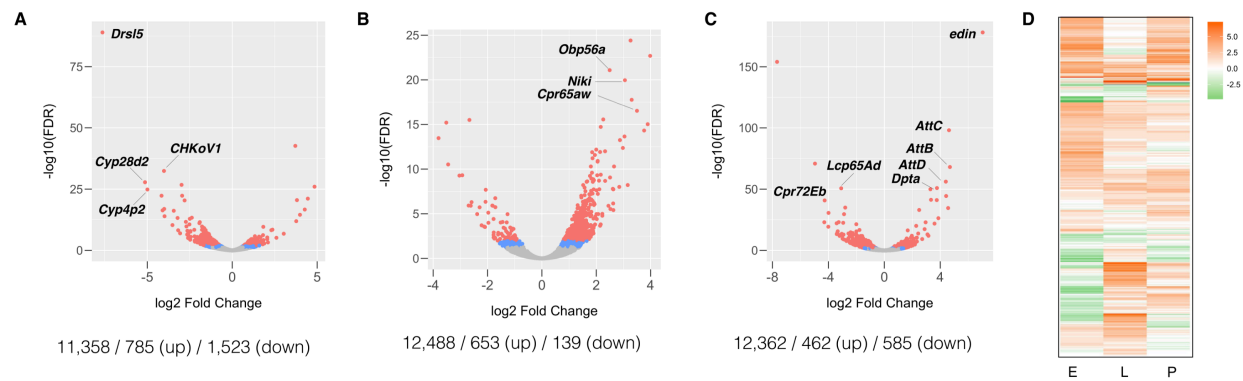 A
B
C
D
Drsl5
CHKoV1
Cyp28d2
Cyp4p2
75
50
25
0
-5
0
5
-log10(FDR)
log2 Fold Change
11,358 / 785 (up) / 1,523 (down)
Obp56a
Niki
Cpr65aw
25
20
15
10
5
0
-4
-2
0
2
4
-log10(FDR)
log2 Fold Change
12,488 / 653 (up) / 139 (down)
edin
AttC
AttB
AttD
Dpta
Lcp65Ad
Cpr72Eb
150
100
50
0
-8
-4
0
4
-log10(FDR)
log2 Fold Change
12,362 / 462 (up) / 585 (down)
5.0
2.5
0.0
-2.5
E L P